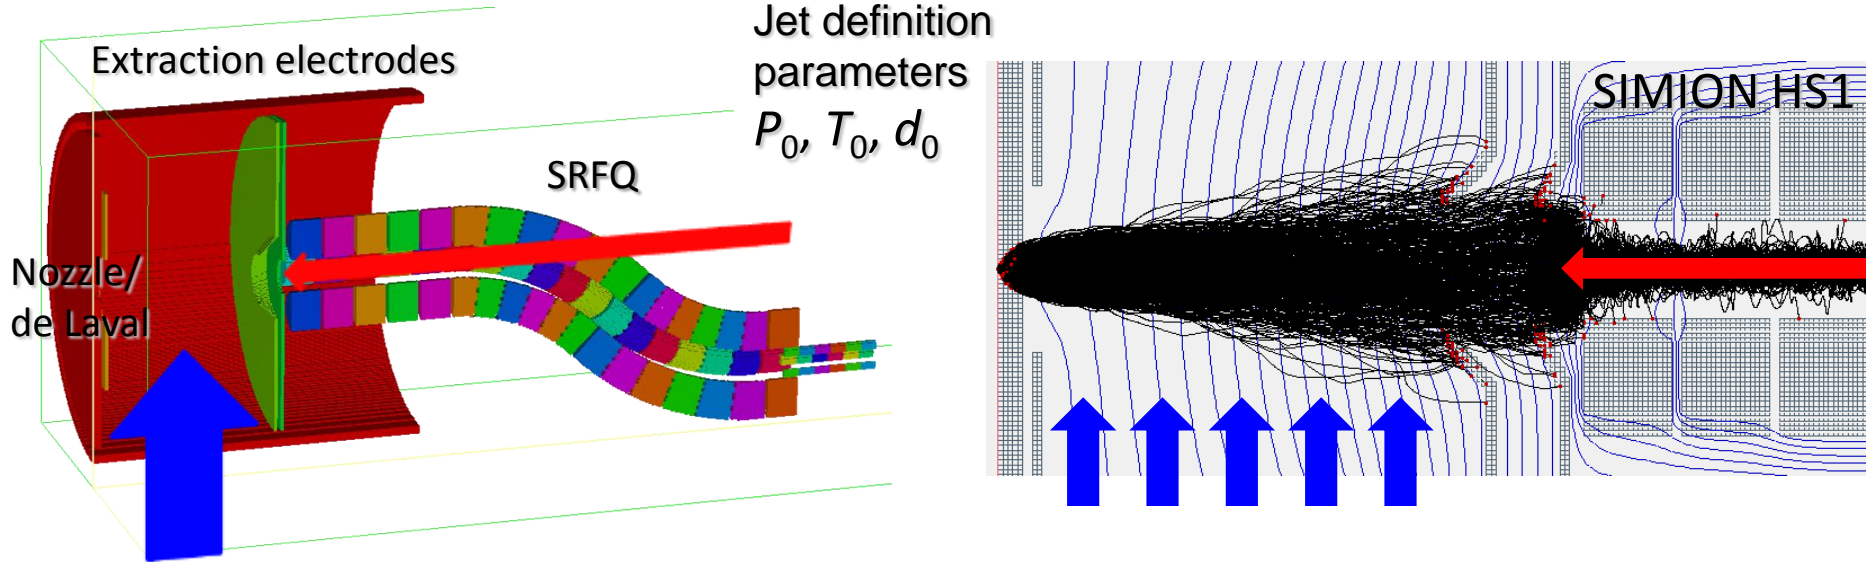 Extraction electrodes
Nozzle/
de Laval
SRFQ
Jet definition
parameters
P₀, T₀, d₀
SIMION HS1